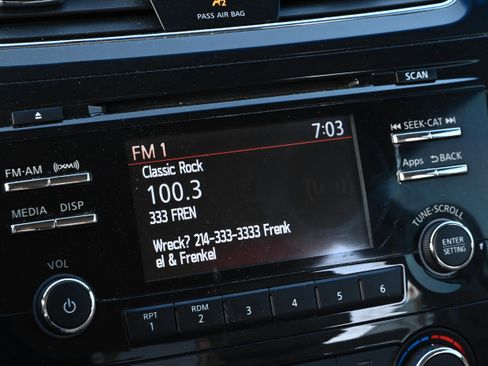 2
PASS AIR BAG
SCAN
FM 1
7:03
Classic Rock
100.3
333 FREN
Wreck? 214-333-3333 Frenk
el & Frenkel
FM·AM
((XM))
MEDIA
DISP
VOL
SEEK·CAT
Apps
BACK
TUNE·SCROLL
ENTER
SETTING
RPT
1
RDM
2
3
4
5
6